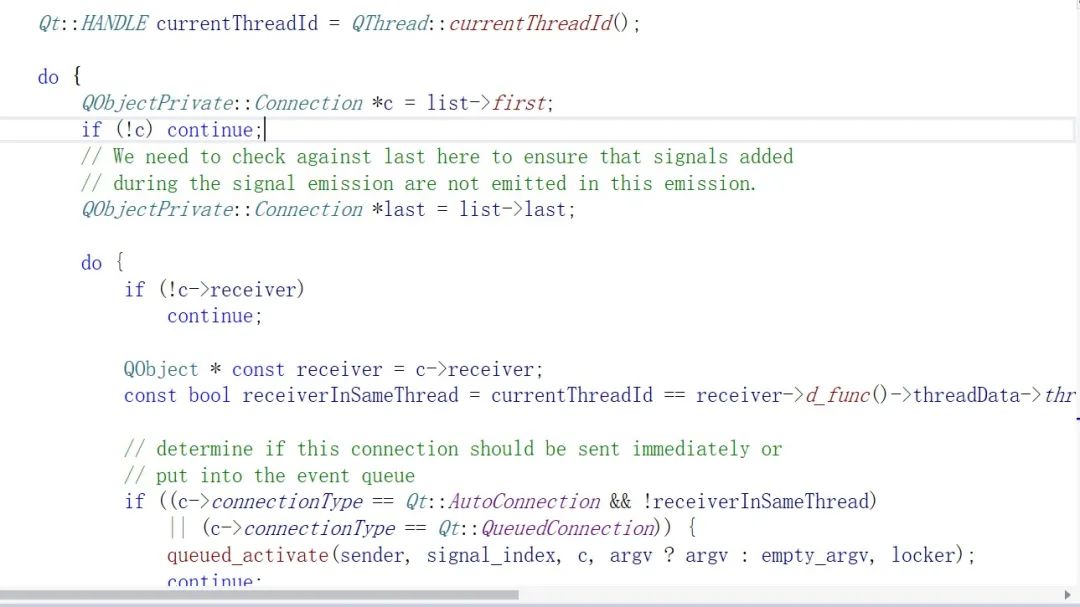 Qt::HANDLE currentThreadId = QThread::currentThreadId();
do {
QObjectPrivate::Connection *c = list->first;
if (!c) continue;
// We need to check against last here to ensure that signals added
// during the signal emission are not emitted in this emission.
QObjectPrivate::Connection *last = list->last;
do {
if (!c->receiver)
continue;
QObject * const receiver = c->receiver;
const bool receiverInSameThread = currentThreadId == receiver->d_func()->threadData->thr
// determine if this connection should be sent immediately or
// put into the event queue
if ((c->connectionType == Qt::AutoConnection && !receiverInSameThread)
|| (c->connectionType == Qt::QueuedConnection)) {
queued_activate(sender, signal_index, c, argv ? argv : empty_argv, locker);
continue;